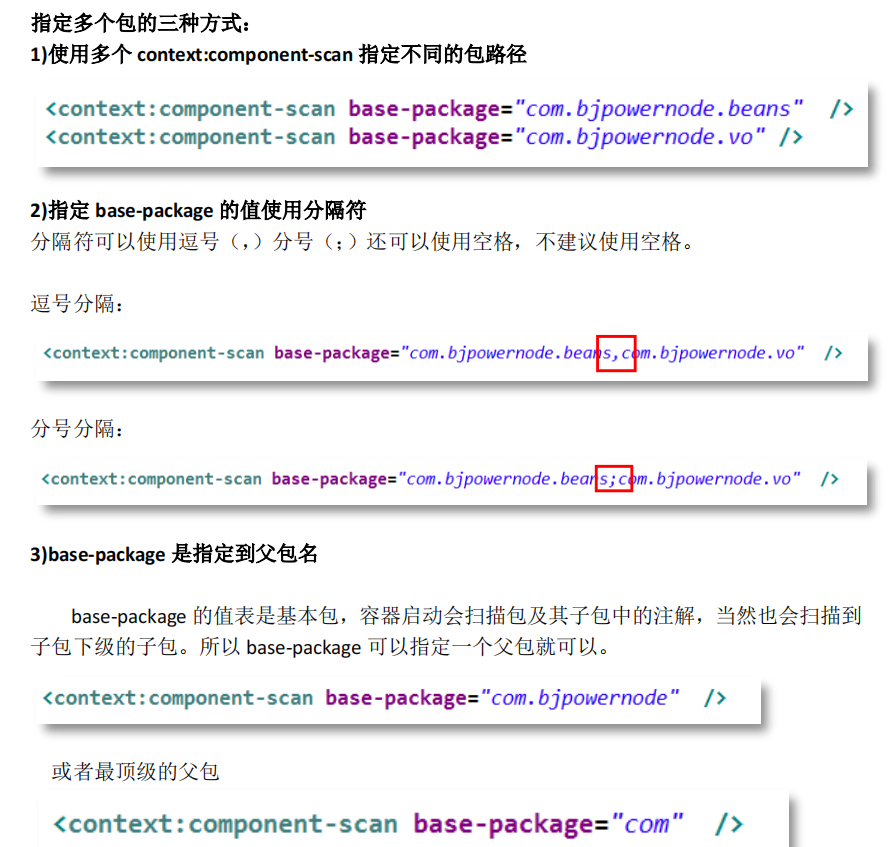 指定多个包的三种方式：
1)使用多个 context:component-scan 指定不同的包路径
<context:component-scan base-package="com.bjpowernode.beans" />
<context:component-scan base-package="com.bjpowernode.vo" />
2)指定 base-package 的值使用分隔符
分隔符可以使用逗号（，）分号（；）还可以使用空格，不建议使用空格。
逗号分隔：
<context:component-scan base-package="com.bjpowernode.beans,com.bjpowernode.vo" />
分号分隔：
<context:component-scan base-package="com.bjpowernode.beans;com.bjpowernode.vo" />
3)base-package 是指定到父包名
base-package 的值表是基本包，容器启动会扫描包及其子包中的注解，当然也会扫描到
子包下级的子包。所以 base-package 可以指定一个父包就可以。
<context:component-scan base-package="com.bjpowernode" />
或者最顶级的父包
<context:component-scan base-package="com" />